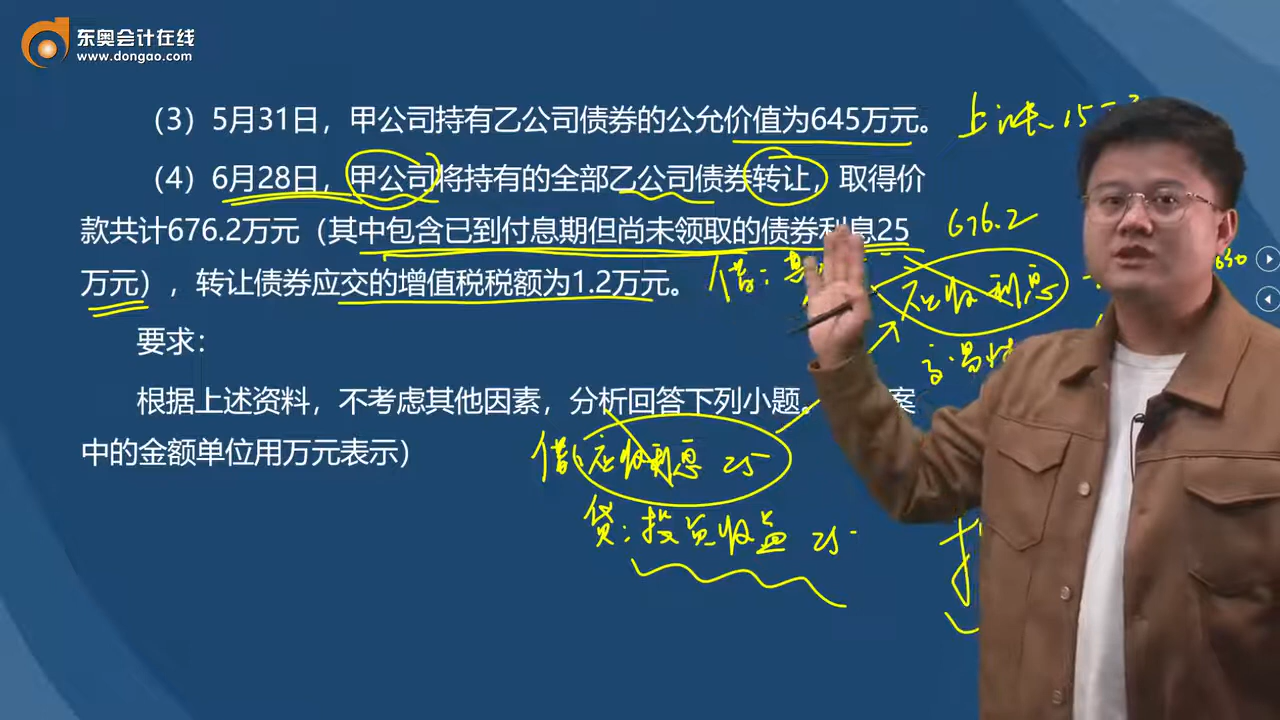 东奥会计在线
www.dongao.com
（3）5月31日，甲公司持有乙公司债券的公允价值为645万元。
上涨 15
（4）6月28日，甲公司将持有的全部乙公司债券转让，取得价
款共计676.2万元（其中包含已到付息期但尚未领取的债券利息25
676.2
万元），转让债券应交的增值税税额为1.2万元。
借：
应收利息
要求：
根据上述资料，不考虑其他因素，分析回答下列小题。
案
中的金额单位用万元表示）
借：应收利息 25
贷：投资收益 25